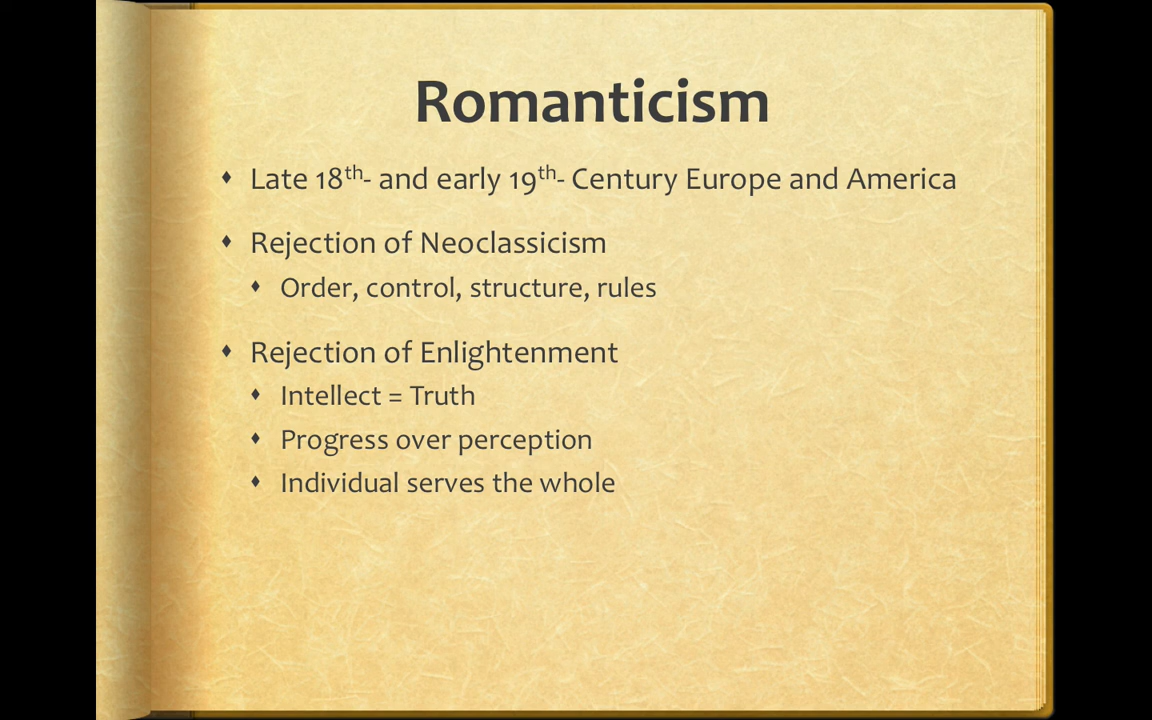 Romanticism
♦ Late 18th- and early 19th- Century Europe and America
♦ Rejection of Neoclassicism
♦ Order, control, structure, rules
♦ Rejection of Enlightenment
♦ Intellect = Truth
♦ Progress over perception
♦ Individual serves the whole